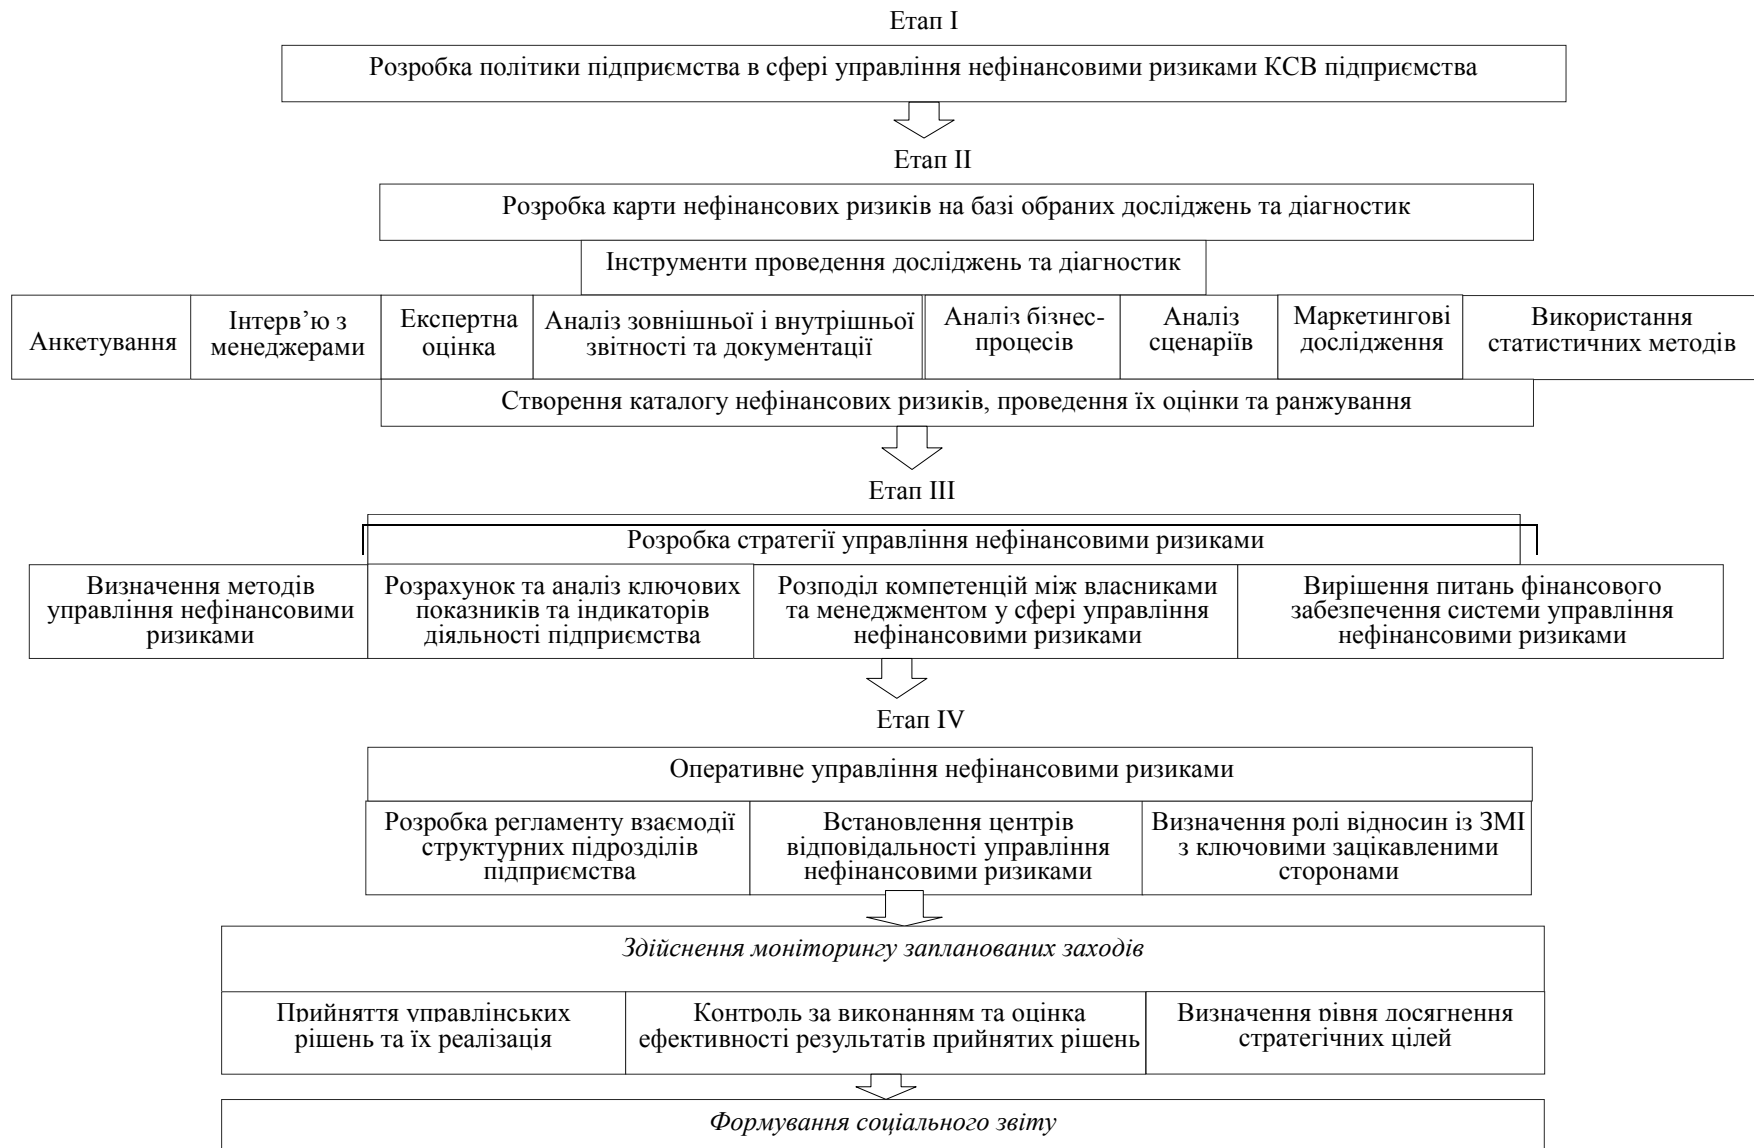 Етап I
Розробка політики підприємства в сфері управління нефінансовими ризиками КСВ підприємства
Етап II
Розробка карти нефінансових ризиків на базі обраних досліджень та діагностик
Інструменти проведення досліджень та діагностик
Анкетування
Інтерв’ю з
менеджерами
Експертна
оцінка
Аналіз зовнішньої і внутрішньої
звітності та документації
Аналіз бізнес-
процесів
Аналіз
сценаріїв
Маркетингові
дослідження
Використання
статистичних методів
Створення каталогу нефінансових ризиків, проведення їх оцінки та ранжування
Етап III
Розробка стратегії управління нефінансовими ризиками
Визначення методів
управління нефінансовими
ризиками
Розрахунок та аналіз ключових
показників та індикаторів
діяльності підприємства
Розподіл компетенцій між власниками
та менеджментом у сфері управління
нефінансовими ризиками
Вирішення питань фінансового
забезпечення системи управління
нефінансовими ризиками
Етап IV
Оперативне управління нефінансовими ризиками
Розробка регламенту взаємодії
структурних підрозділів
підприємства
Встановлення центрів
відповідальності управління
нефінансовими ризиками
Визначення ролі відносин із ЗМІ
з ключовими зацікавленими
сторонами
Здійснення моніторингу запланованих заходів
Прийняття управлінських
рішень та їх реалізація
Контроль за виконанням та оцінка
ефективності результатів прийнятих рішень
Визначення рівня досягнення
стратегічних цілей
Формування соціального звіту